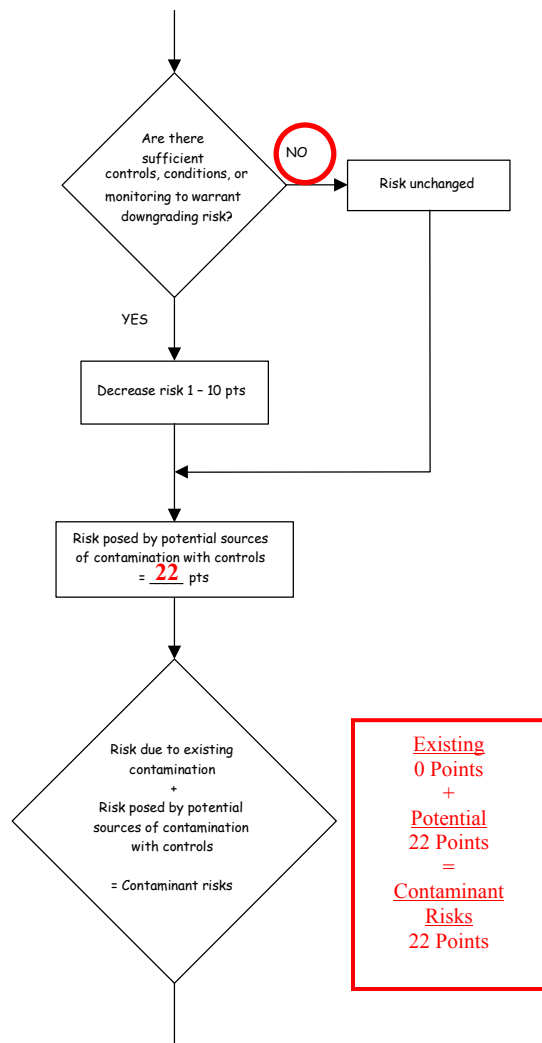 Are there
sufficient
controls, conditions, or
monitoring to warrant
downgrading risk?
NO
Risk unchanged
YES
Decrease risk 1 – 10 pts
Risk posed by potential sources
of contamination with controls
= 22 pts
Risk due to existing
contamination
+
Risk posed by potential
sources of contamination
with controls
= Contaminant risks
Existing
0 Points
+
Potential
22 Points
=
Contaminant
Risks
22 Points